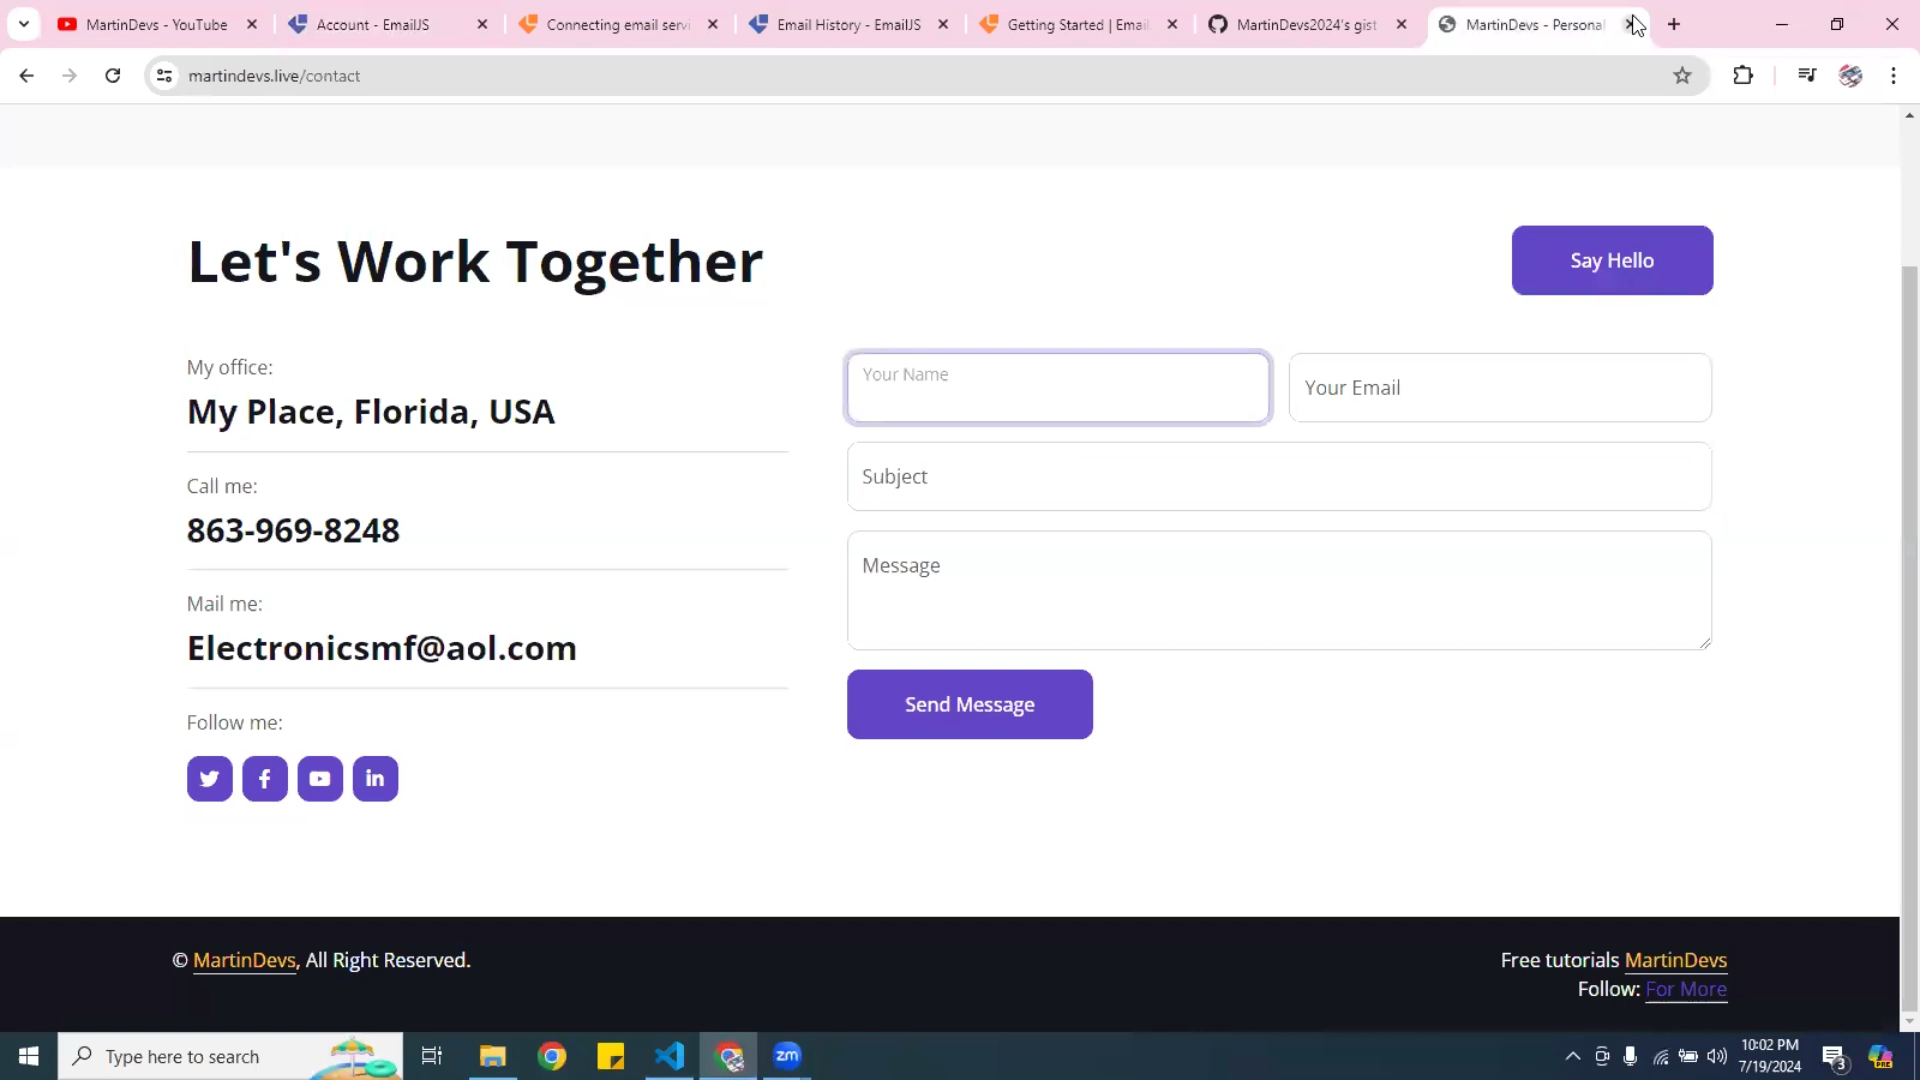 MartinDevs - YouTube
Account - EmailJS
Connecting email servi
Email History - EmailJS
Getting Started | Email
MartinDevs2024's gist
MartinDevs - Personal
martindevs.live/contact
Let's Work Together
Say Hello
My office:
My Place, Florida, USA
Call me:
863-969-8248
Mail me:
Electronicsmf@aol.com
Follow me:
Your Name
Your Email
Subject
Message
Send Message
© MartinDevs, All Right Reserved.
Free tutorials MartinDevs
Follow: For More
Type here to search
zm
10:02 PM
7/19/2024
3
PRE